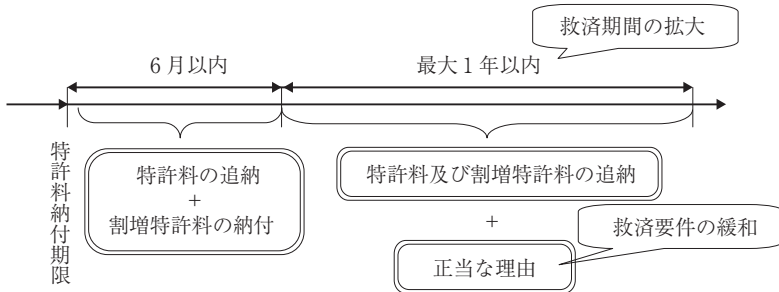 救済期間の拡大
6月以内
最大1年以内
特許料納付期限
特許料の追納
+
割増特許料の納付
特許料及び割増特許料の追納
+
救済要件の緩和
正当な理由